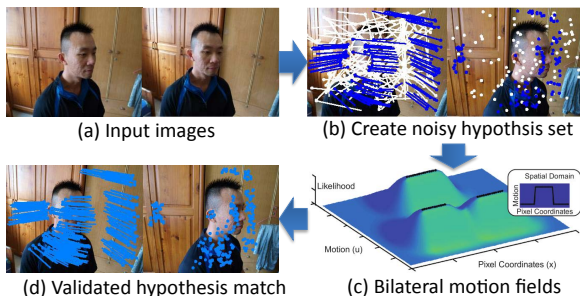 (a) Input images
(b) Create noisy hypothsis set
Likelihood
Motion (u)
Pixel Coordinates (x)
Spatial Domain
Motion
Pixel Coordinates
(d) Validated hypothesis match
(c) Bilateral motion fields